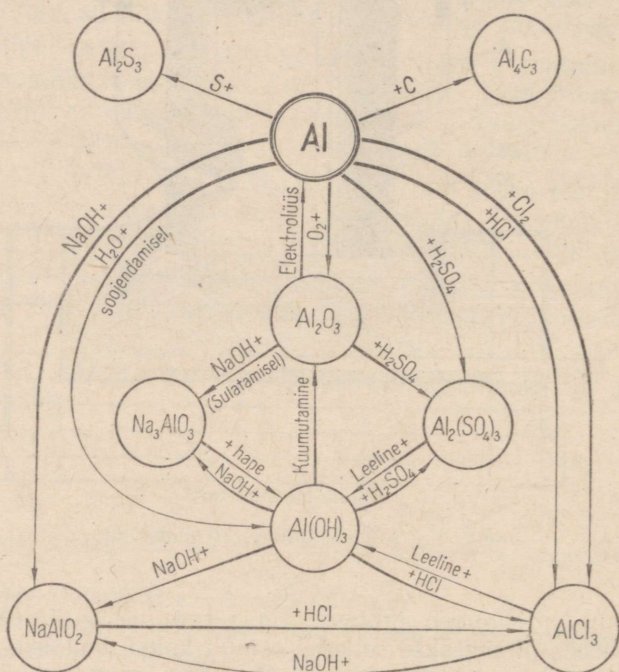 Al₂S₃
Al₄C₃
S+
+C
Al
NaOH+
H₂O+
soojendamisel
Elektrolüüs
O₂+
+H₂SO₄
+Cl₂
+HCl
Al₂O₃
NaOH+
(Sulatamisel)
+H₂SO₄
Na₃AlO₃
Kuumutamine
Al₂(SO₄)₃
+ hape
NaOH+
Leeline+
+H₂SO₄
Al(OH)₃
NaOH+
Leeline+
+HCl
NaAlO₂
+HCl
AlCl₃
NaOH+